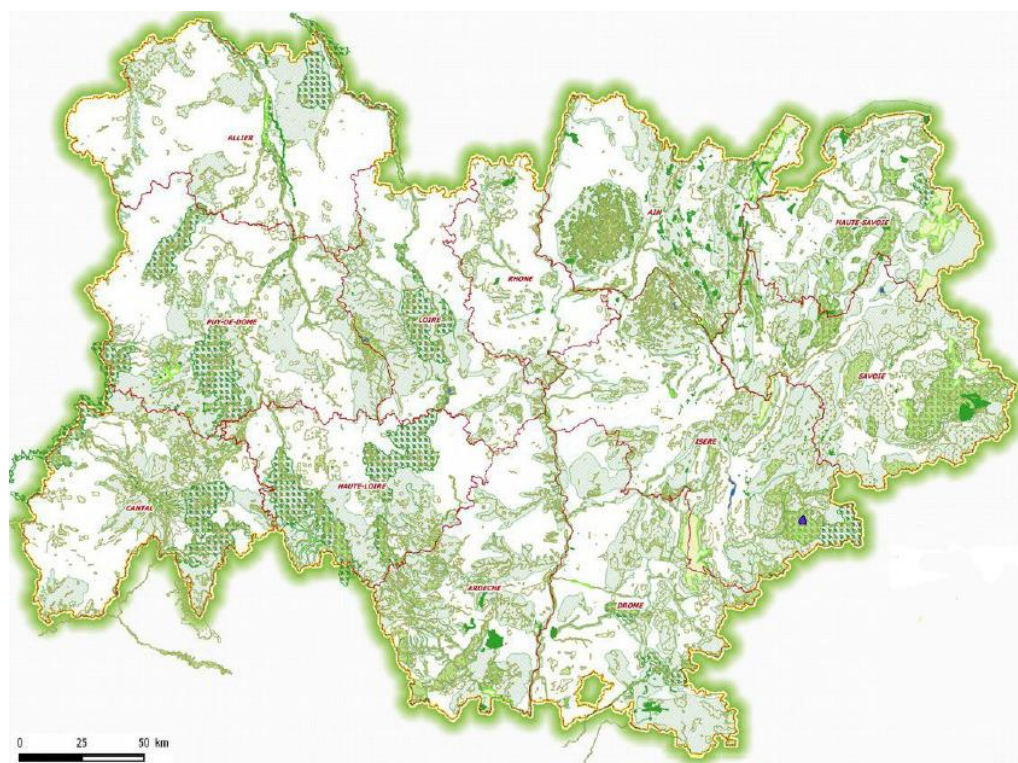 ALLIER
AIN
HAUTE-SAVOIE
RHONE
PUY-DE-DOME
LOIRE
SAVOIE
ISERE
HAUTE-LOIRE
CANTAL
ARDECHE
DROME
0 25 50 km